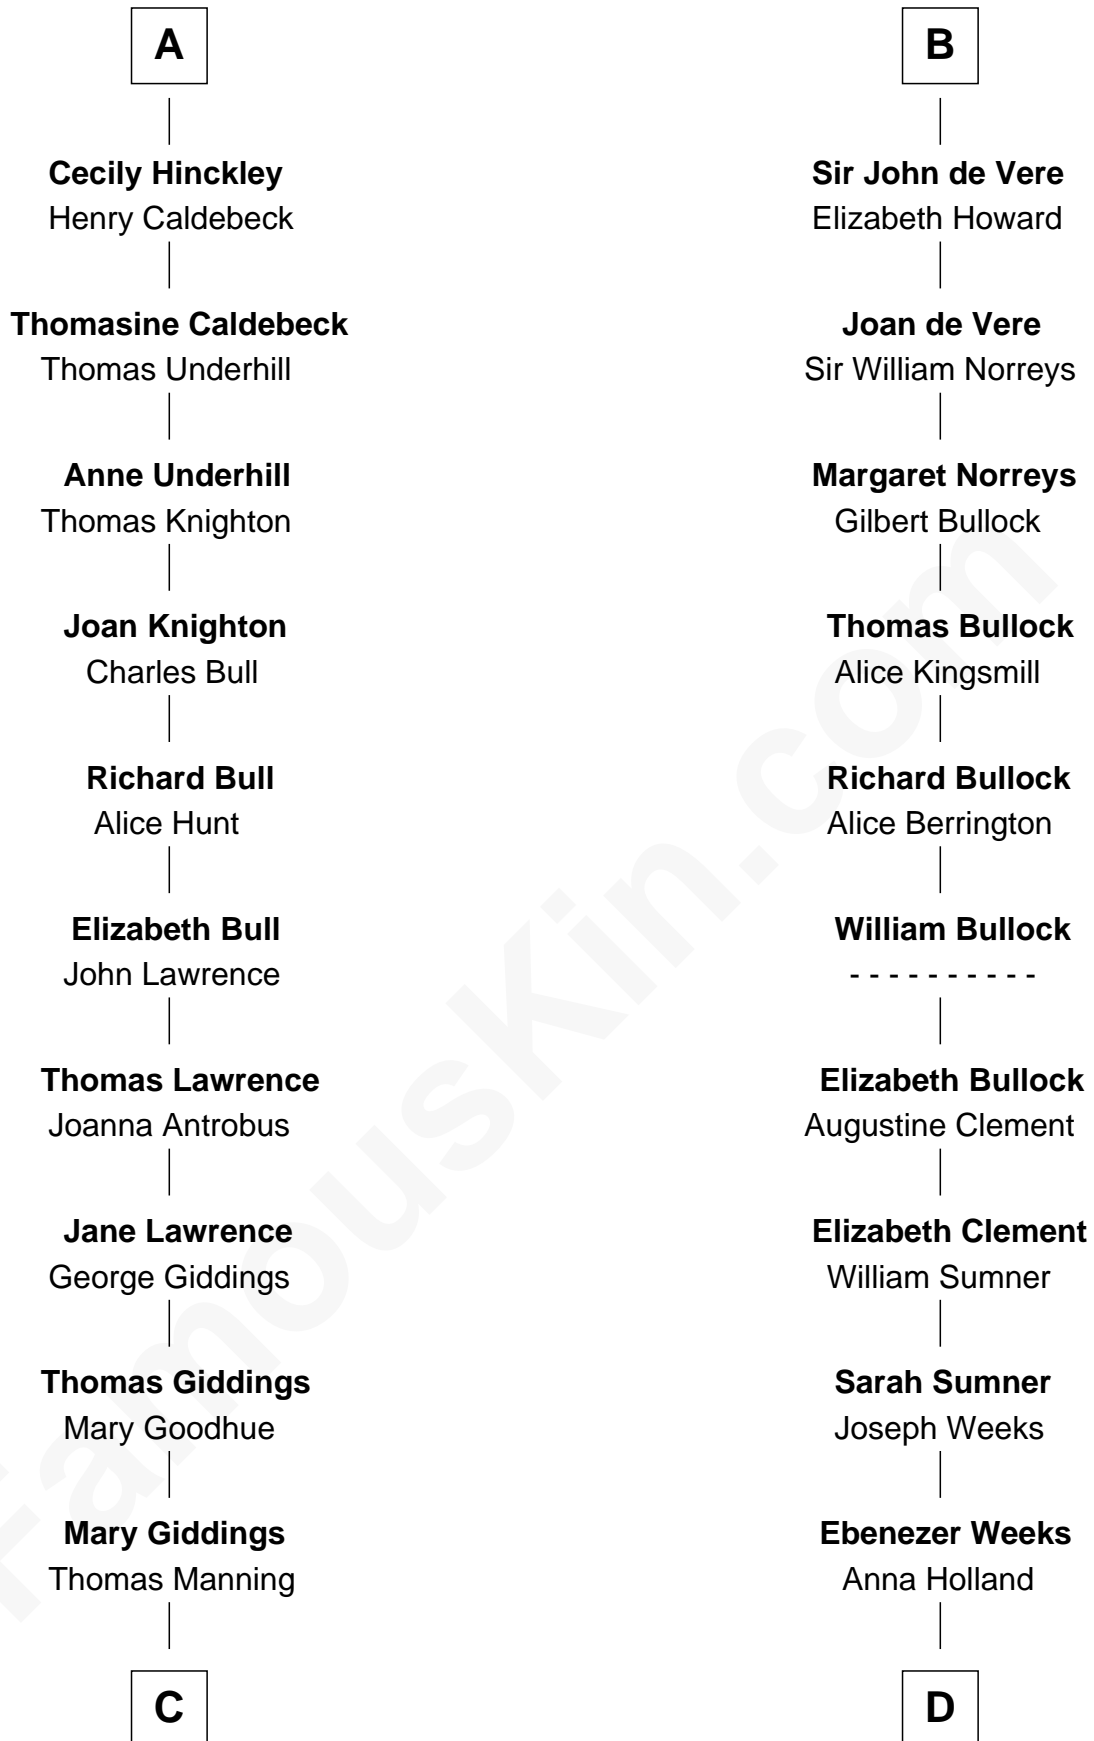 A
Cecily Hinckley
Henry Caldebeck
Thomasine Caldebeck
Thomas Underhill
Anne Underhill
Thomas Knighton
Joan Knighton
Charles Bull
Richard Bull
Alice Hunt
Elizabeth Bull
John Lawrence
Thomas Lawrence
Joanna Antrobus
Jane Lawrence
George Giddings
Thomas Giddings
Mary Goodhue
Mary Giddings
Thomas Manning
C
B
Sir John de Vere
Elizabeth Howard
Joan de Vere
Sir William Norreys
Margaret Norreys
Gilbert Bullock
Thomas Bullock
Alice Kingsmill
Richard Bullock
Alice Berrington
William Bullock
- - - - - - - - - -
Elizabeth Bullock
Augustine Clement
Elizabeth Clement
William Sumner
Sarah Sumner
Joseph Weeks
Ebenezer Weeks
Anna Holland
D
FamousKin.com